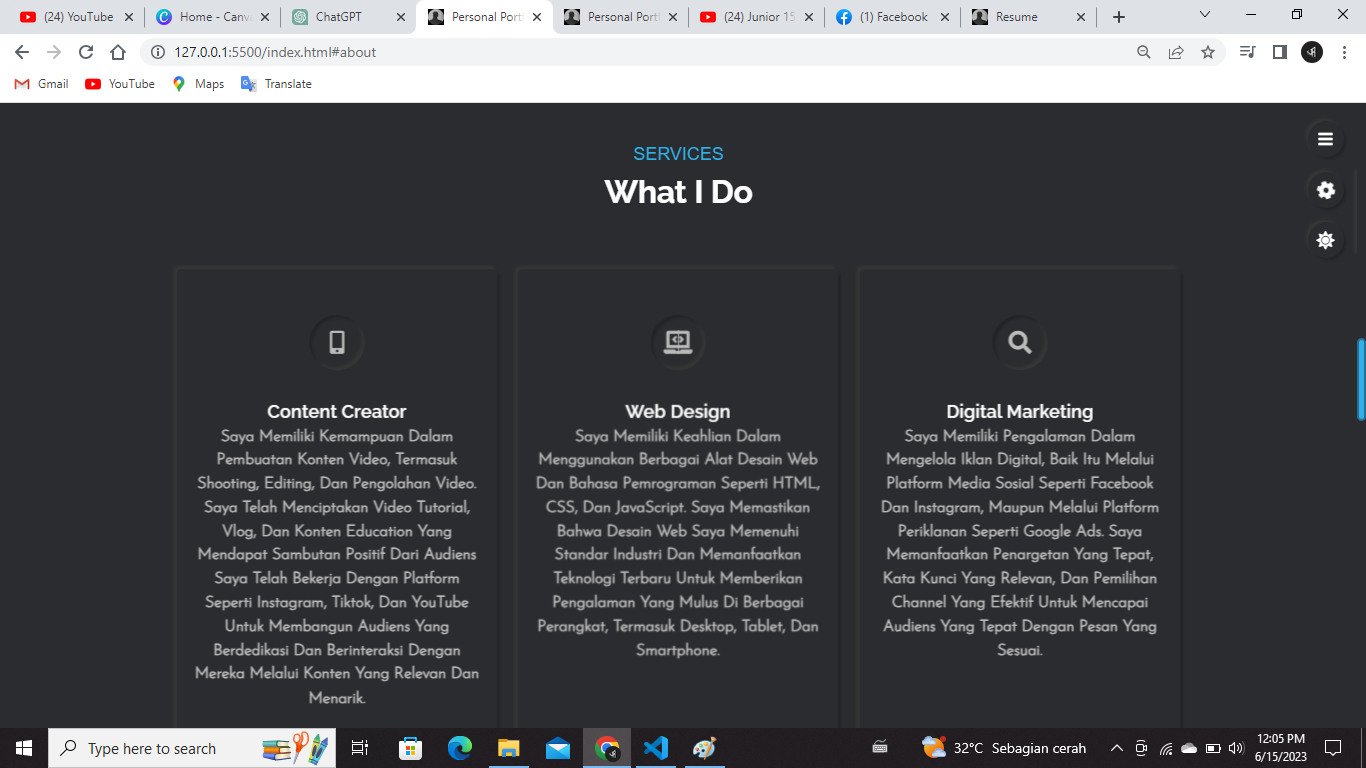 (24) YouTube
Home - Canv
ChatGPT
Personal Port
Personal Port
(24) Junior 15
(1) Facebook
Resume
127.0.0.1:5500/index.html#about
Gmail
YouTube
Maps
Translate
SERVICES
What I Do
Content Creator
Saya Memiliki Kemampuan Dalam
Pembuatan Konten Video, Termasuk
Shooting, Editing, Dan Pengolahan Video.
Saya Telah Menciptakan Video Tutorial,
Vlog, Dan Konten Education Yang
Mendapat Sambutan Positif Dari Audiens
Saya Telah Bekerja Dengan Platform
Seperti Instagram, Tiktok, Dan YouTube
Untuk Membangun Audiens Yang
Berdedikasi Dan Berinteraksi Dengan
Mereka Melalui Konten Yang Relevan Dan
Menarik.
Web Design
Saya Memiliki Keahlian Dalam
Menggunakan Berbagai Alat Desain Web
Dan Bahasa Pemrograman Seperti HTML,
CSS, Dan JavaScript. Saya Memastikan
Bahwa Desain Web Saya Memenuhi
Standar Industri Dan Memanfaatkan
Teknologi Terbaru Untuk Memberikan
Pengalaman Yang Mulus Di Berbagai
Perangkat, Termasuk Desktop, Tablet, Dan
Smartphone.
Digital Marketing
Saya Memiliki Pengalaman Dalam
Mengelola Iklan Digital, Baik Itu Melalui
Platform Media Sosial Seperti Facebook
Dan Instagram, Maupun Melalui Platform
Periklanan Seperti Google Ads. Saya
Memanfaatkan Penargetan Yang Tepat,
Kata Kunci Yang Relevan, Dan Pemilihan
Channel Yang Efektif Untuk Mencapai
Audiens Yang Tepat Dengan Pesan Yang
Sesuai.
Type here to search
32°C Sebagian cerah
12:05 PM
6/15/2023